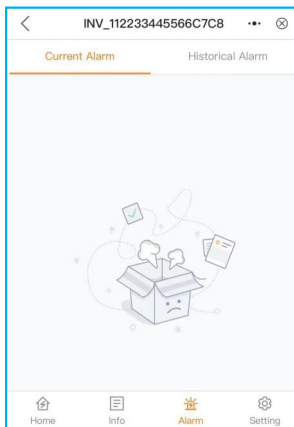 INV_112233445566C7C8
Current Alarm
Historical Alarm
Home
Info
Alarm
Setting